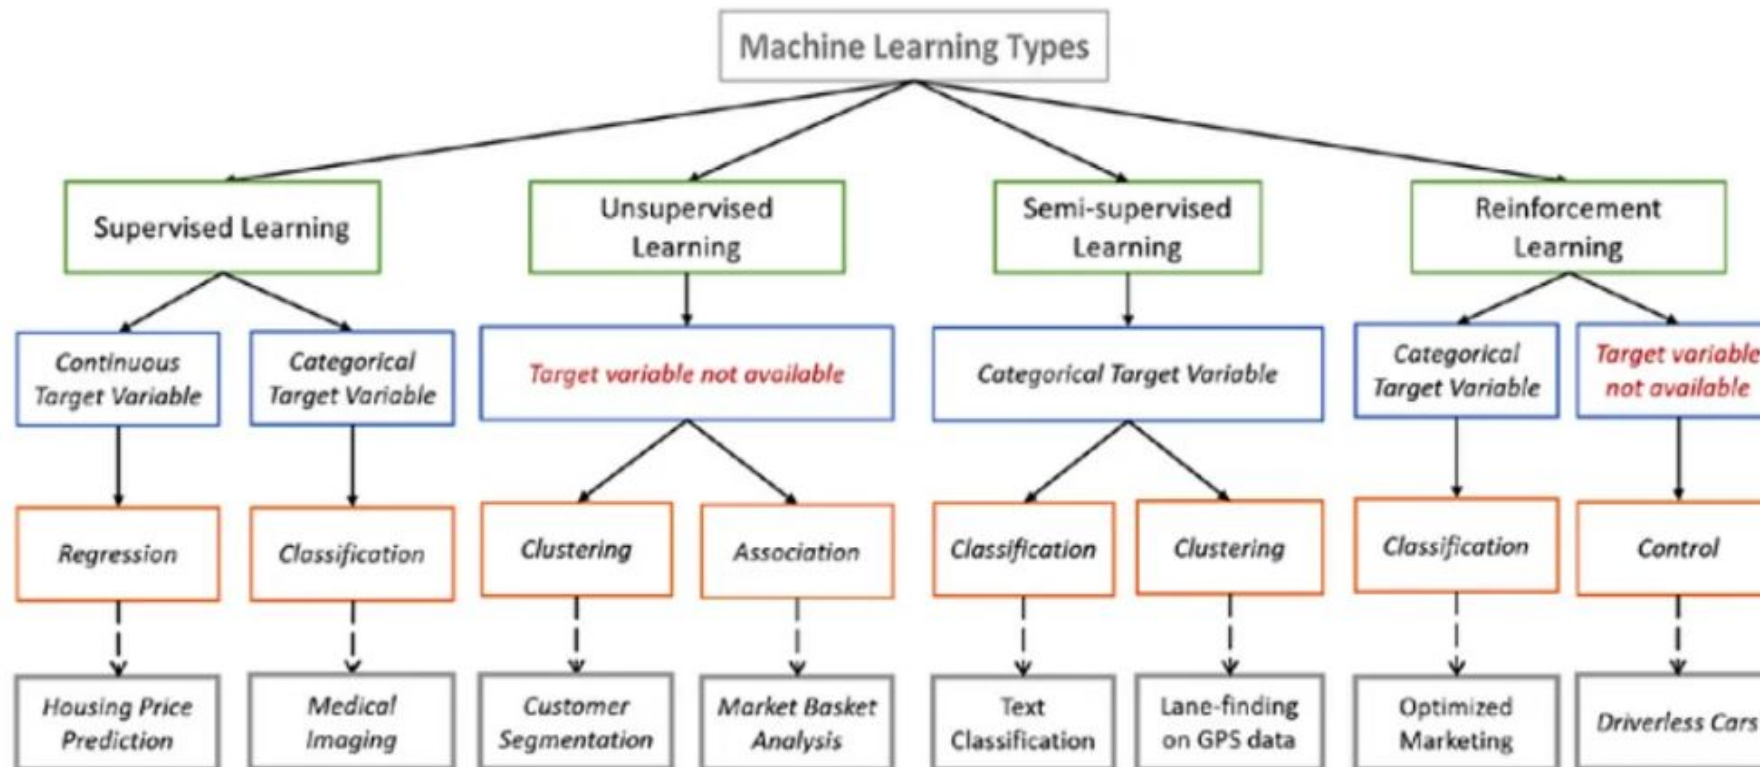 Machine Learning Types
Supervised Learning
Unsupervised
Learning
Semi-supervised
Learning
Reinforcement
Learning
Continuous
Target Variable
Categorical
Target Variable
Target variable not available
Categorical Target Variable
Categorical
Target Variable
Target variable
not available
Regression
Classification
Clustering
Association
Classification
Clustering
Classification
Control
Housing Price
Prediction
Medical
Imaging
Customer
Segmentation
Market Basket
Analysis
Text
Classification
Lane-finding
on GPS data
Optimized
Marketing
Driverless Cars